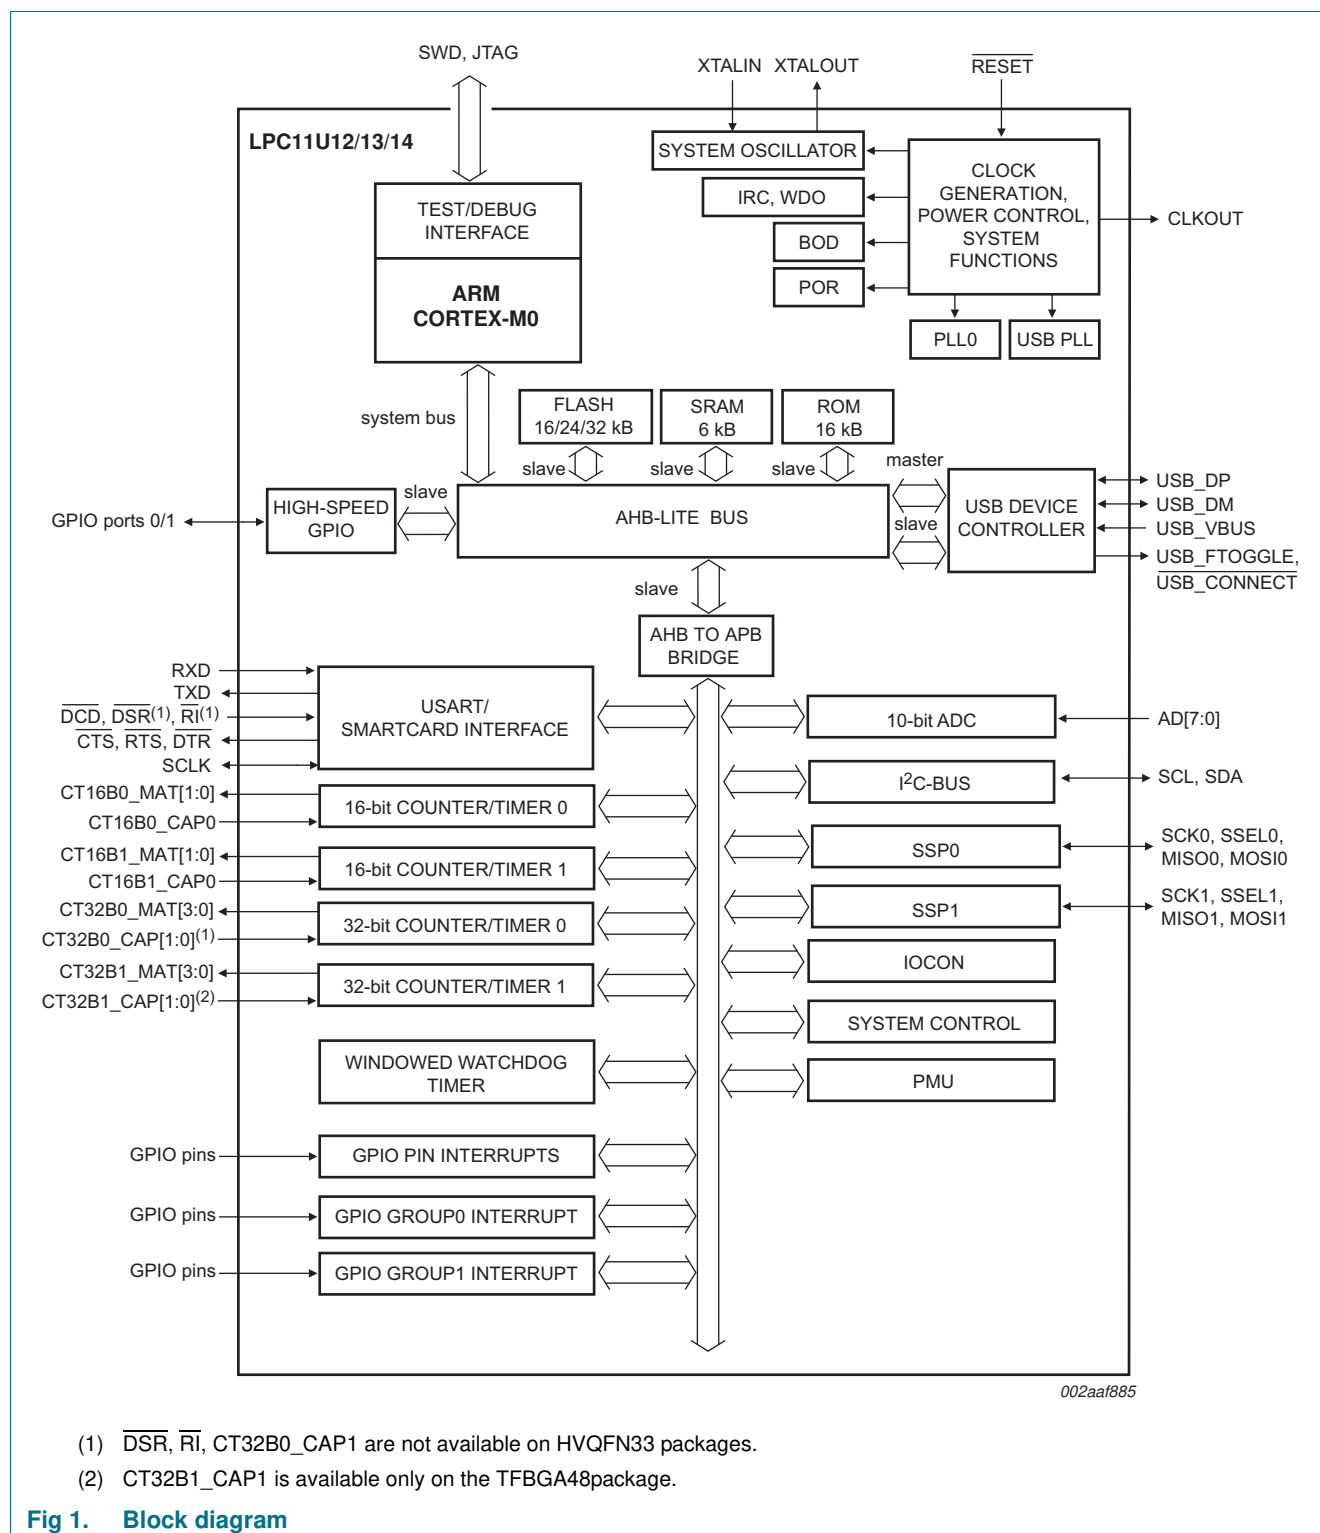 SWD, JTAG
XTALIN XTALOUT
RESET
LPC11U12/13/14
SYSTEM OSCILLATOR
CLOCK
GENERATION,
POWER CONTROL,
SYSTEM
FUNCTIONS
IRC, WDO
BOD
POR
CLKOUT
TEST/DEBUG
INTERFACE
ARM
CORTEX-M0
PLL0
USB PLL
system bus
FLASH
16/24/32 kB
SRAM
6 kB
ROM
16 kB
slave
slave
slave
master
slave
slave
GPIO ports 0/1
HIGH-SPEED
GPIO
AHB-LITE BUS
USB DEVICE
CONTROLLER
USB_DP
USB_DM
USB_VBUS
USB_FTOGGLE,
USB_CONNECT
slave
AHB TO APB
BRIDGE
RXD
TXD
DCD, DSR(1), RI(1)
CTS, RTS, DTR
SCLK
USART/
SMARTCARD INTERFACE
10-bit ADC
AD[7:0]
I2C-BUS
SCL, SDA
CT16B0_MAT[1:0]
CT16B0_CAP0
16-bit COUNTER/TIMER 0
SSP0
SCK0, SSEL0,
MISO0, MOSI0
CT16B1_MAT[1:0]
CT16B1_CAP0
16-bit COUNTER/TIMER 1
SSP1
SCK1, SSEL1,
MISO1, MOSI1
CT32B0_MAT[3:0]
CT32B0_CAP[1:0](1)
32-bit COUNTER/TIMER 0
IOCON
CT32B1_MAT[3:0]
CT32B1_CAP[1:0](2)
32-bit COUNTER/TIMER 1
SYSTEM CONTROL
WINDOWED WATCHDOG
TIMER
PMU
GPIO pins
GPIO PIN INTERRUPTS
GPIO pins
GPIO GROUP0 INTERRUPT
GPIO pins
GPIO GROUP1 INTERRUPT
002aaf885
(1) DSR, RI, CT32B0_CAP1 are not available on HVQFN33 packages.
(2) CT32B1_CAP1 is available only on the TFBGA48package.
Fig 1. Block diagram